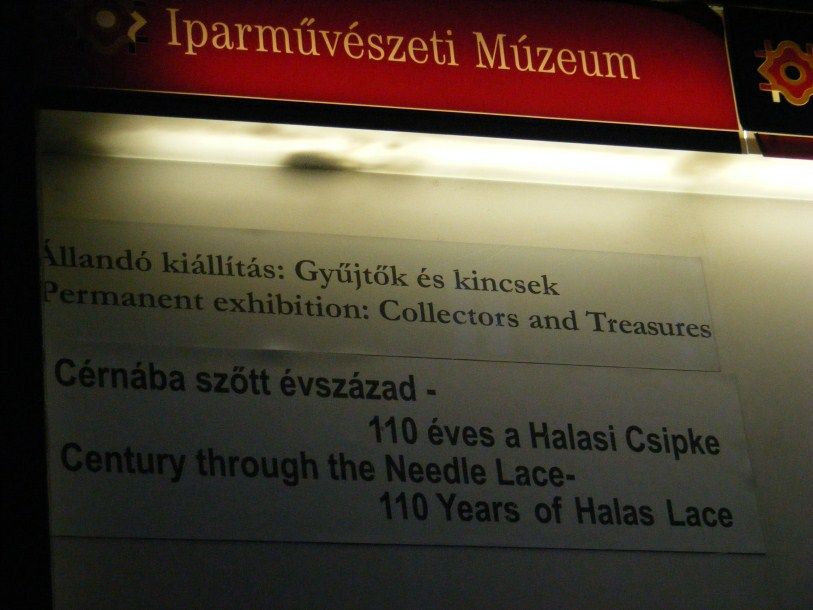 Iparművészeti Múzeum
Állandó kiállítás: Gyűjtők és kincsek
Permanent exhibition: Collectors and Treasures
Cérnába szőtt évszázad -
110 éves a Halasi Csipke
Century through the Needle Lace-
110 Years of Halas Lace